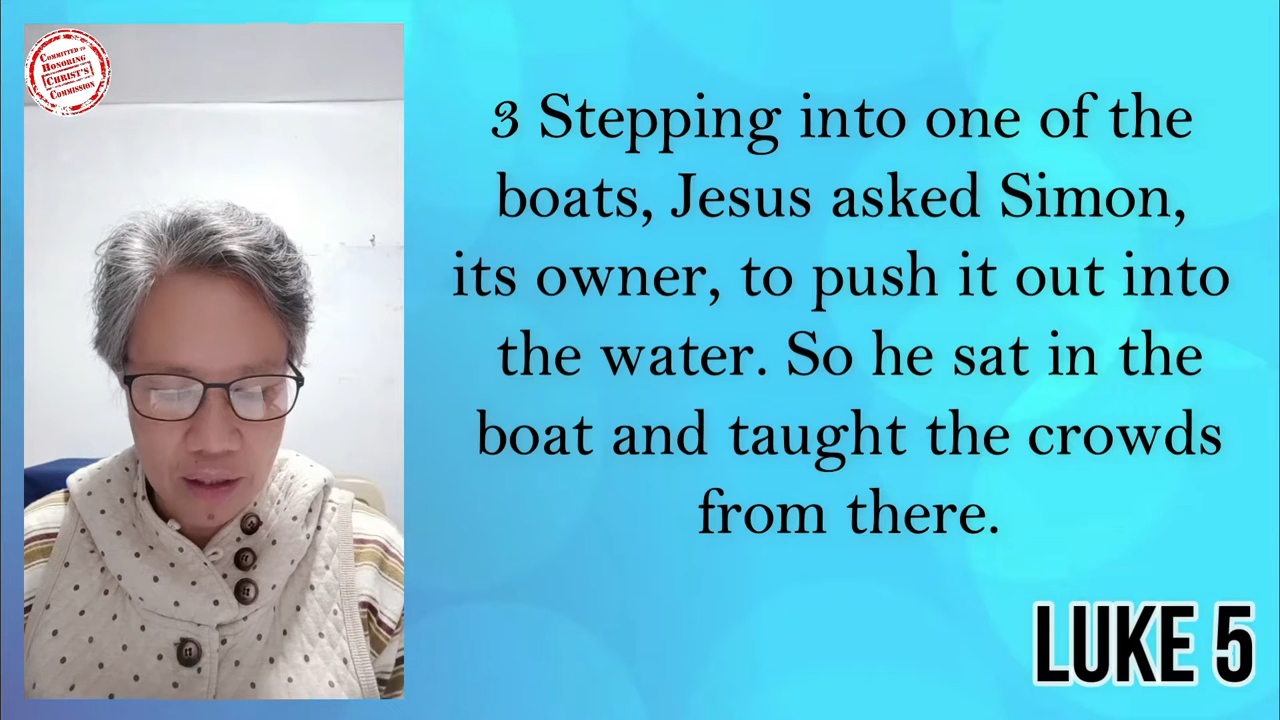 COMMITTED TO
HONORING
CHRIST'S
COMMISSION
3 Stepping into one of the
boats, Jesus asked Simon,
its owner, to push it out into
the water. So he sat in the
boat and taught the crowds
from there.
LUKE 5